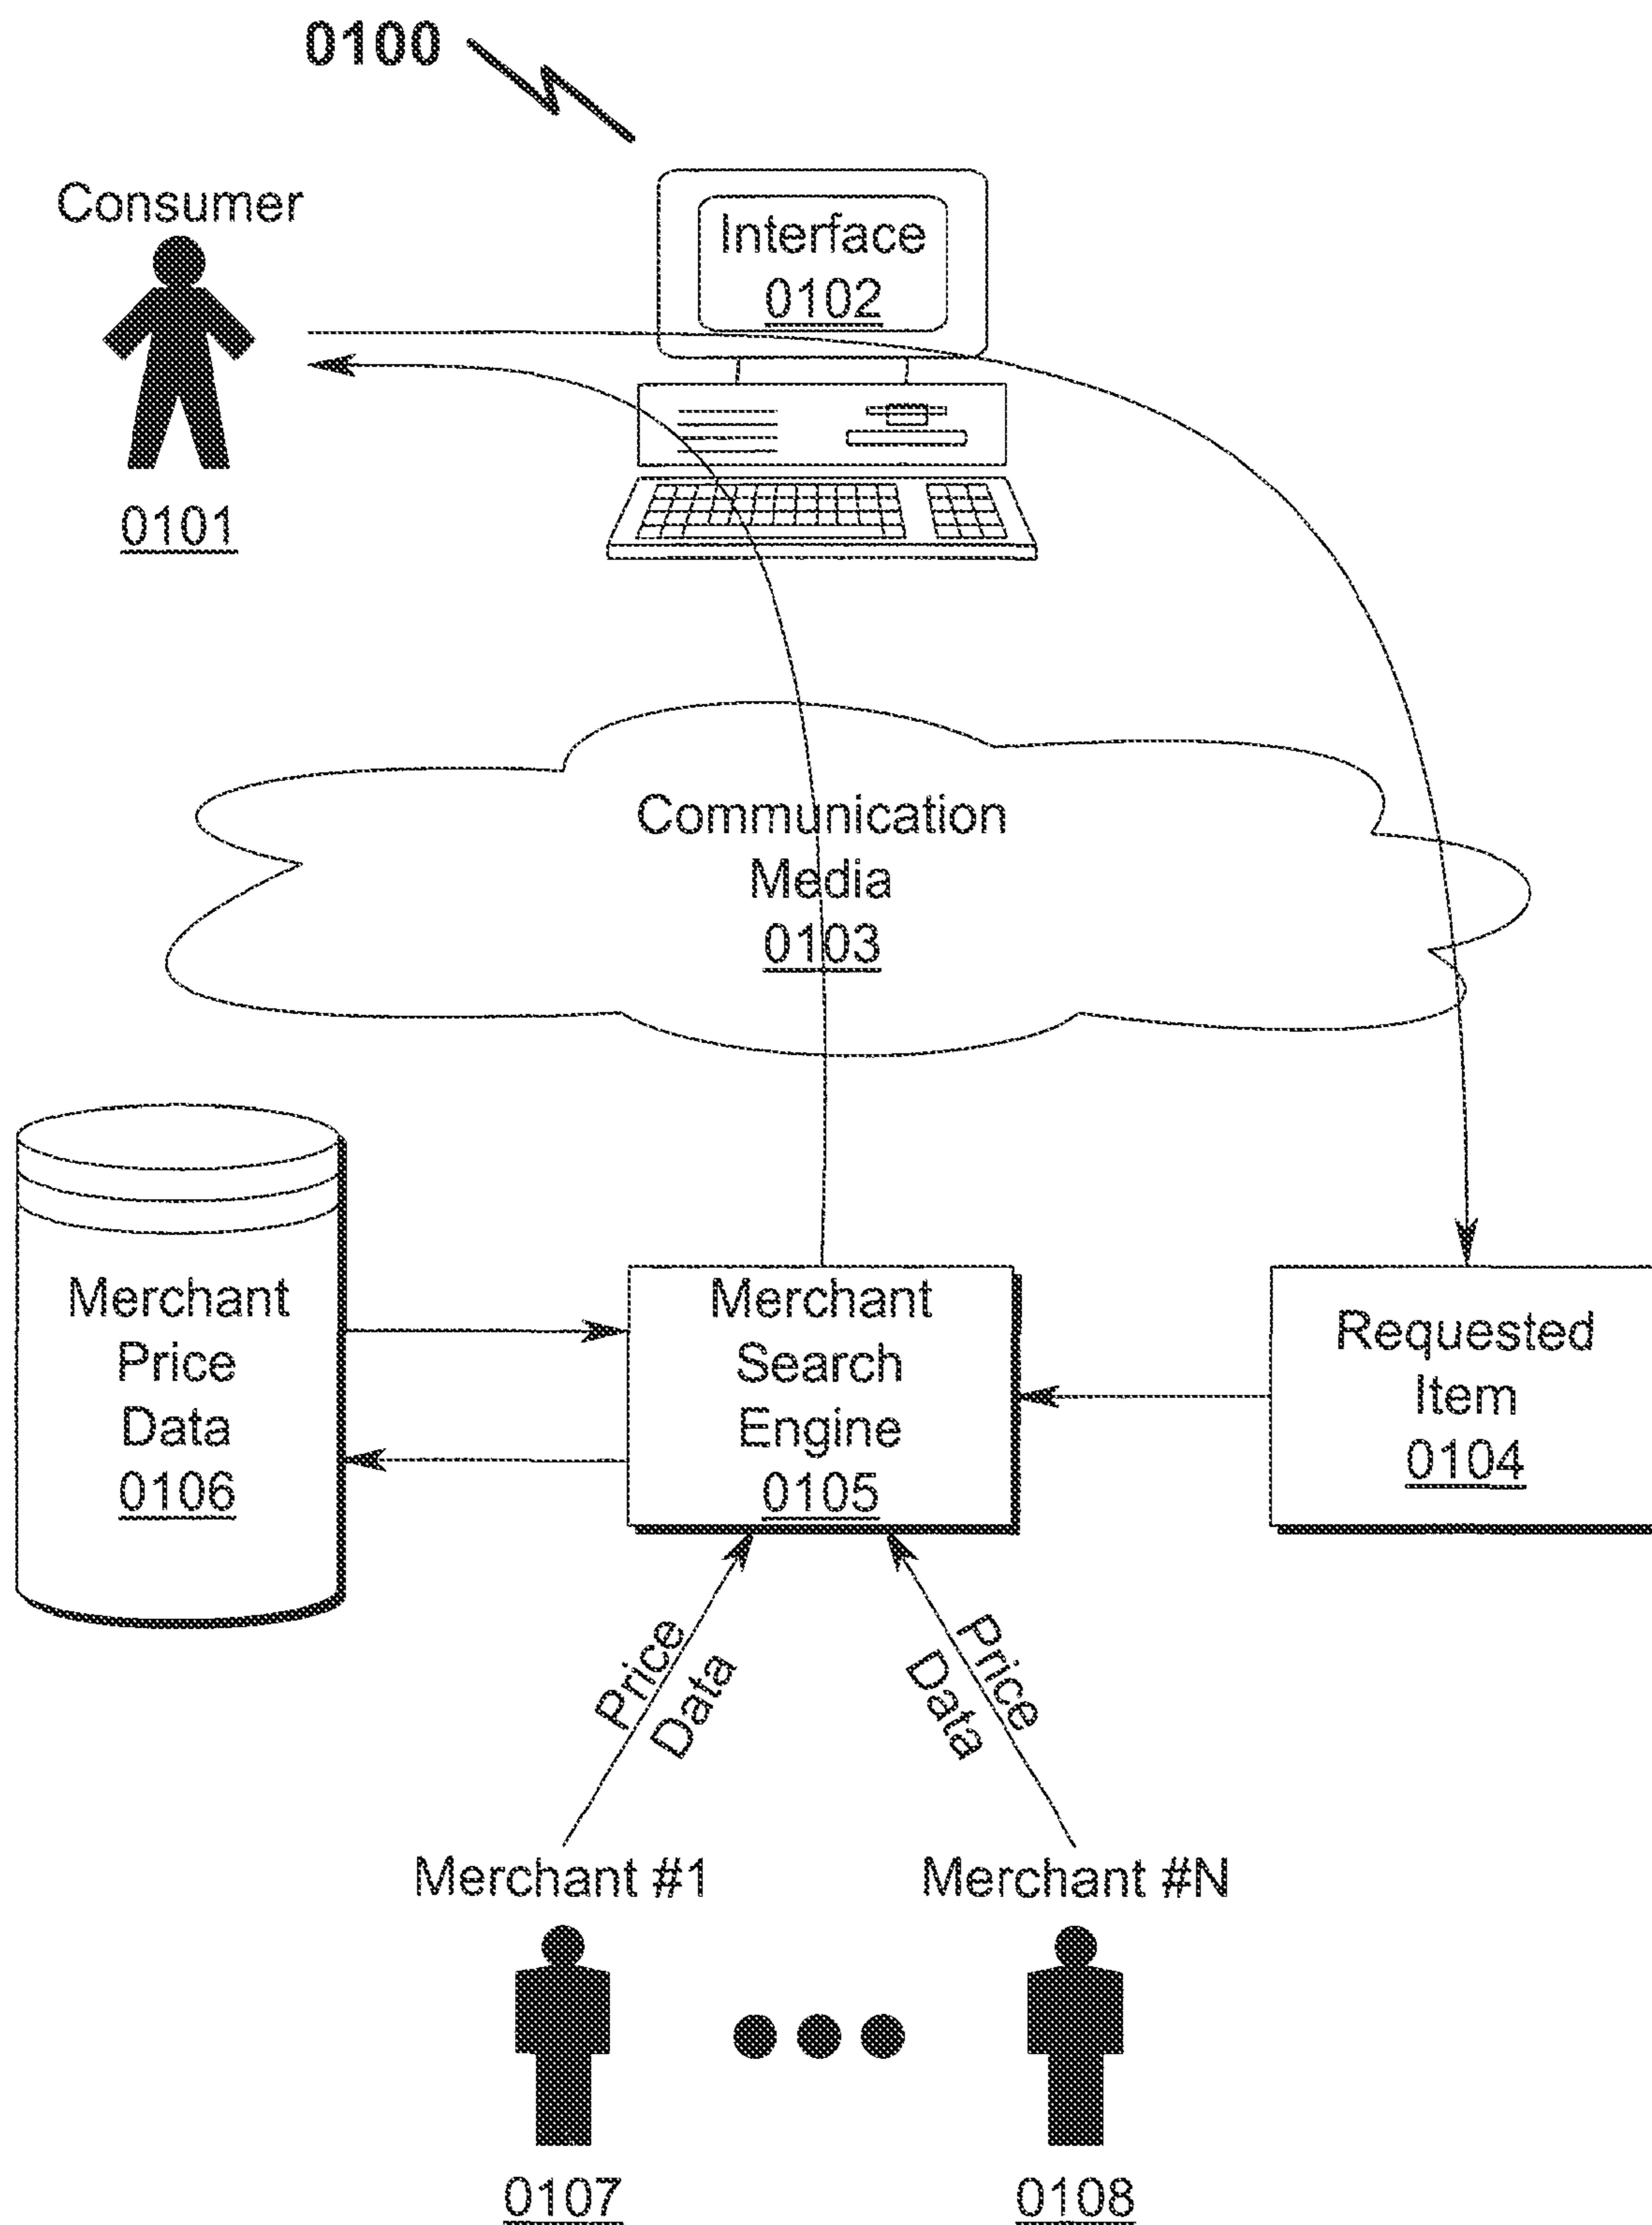 0100
Consumer
0101
Interface
0102
Communication
Media
0103
Merchant
Price
Data
0106
Merchant
Search
Engine
0105
Requested
Item
0104
Price
Data
Price
Data
Merchant #1
Merchant #N
0107
0108